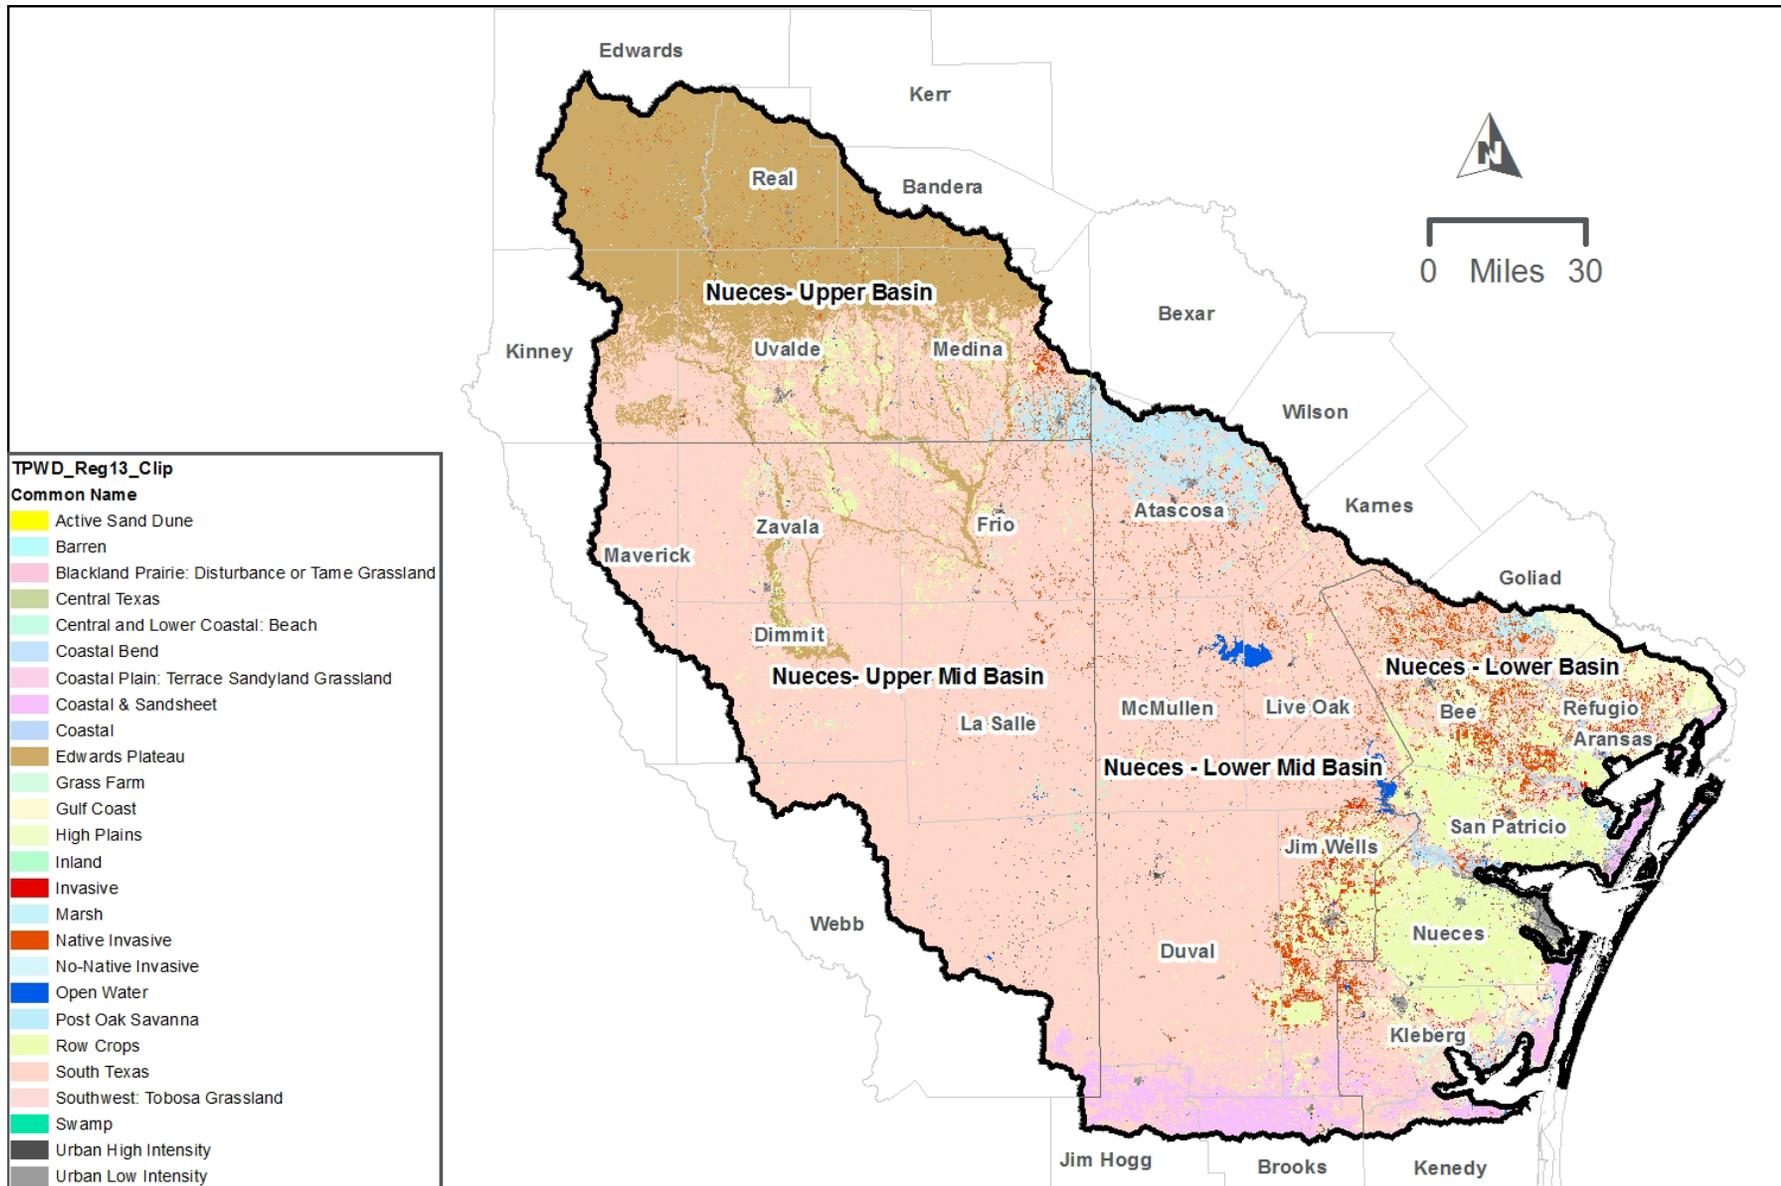 Edwards
Kerr
Real
Bandera
Nueces- Upper Basin
Bexar
Kinney
Uvalde
Medina
Wilson
Zavala
Frio
Atascosa
Karnes
Maverick
Goliad
Dimmit
Nueces- Upper Mid Basin
Nueces - Lower Basin
La Salle
McMullen
Live Oak
Bee
Refugio
Aransas
Nueces - Lower Mid Basin
San Patricio
Jim Wells
Webb
Duval
Nueces
Kleberg
Jim Hogg
Brooks
Kenedy
N
0 Miles 30
TPWD_Reg13_Clip
Common Name
Active Sand Dune
Barren
Blackland Prairie: Disturbance or Tame Grassland
Central Texas
Central and Lower Coastal: Beach
Coastal Bend
Coastal Plain: Terrace Sandyland Grassland
Coastal & Sandsheet
Coastal
Edwards Plateau
Grass Farm
Gulf Coast
High Plains
Inland
Invasive
Marsh
Native Invasive
No-Native Invasive
Open Water
Post Oak Savanna
Row Crops
South Texas
Southwest: Tobosa Grassland
Swamp
Urban High Intensity
Urban Low Intensity